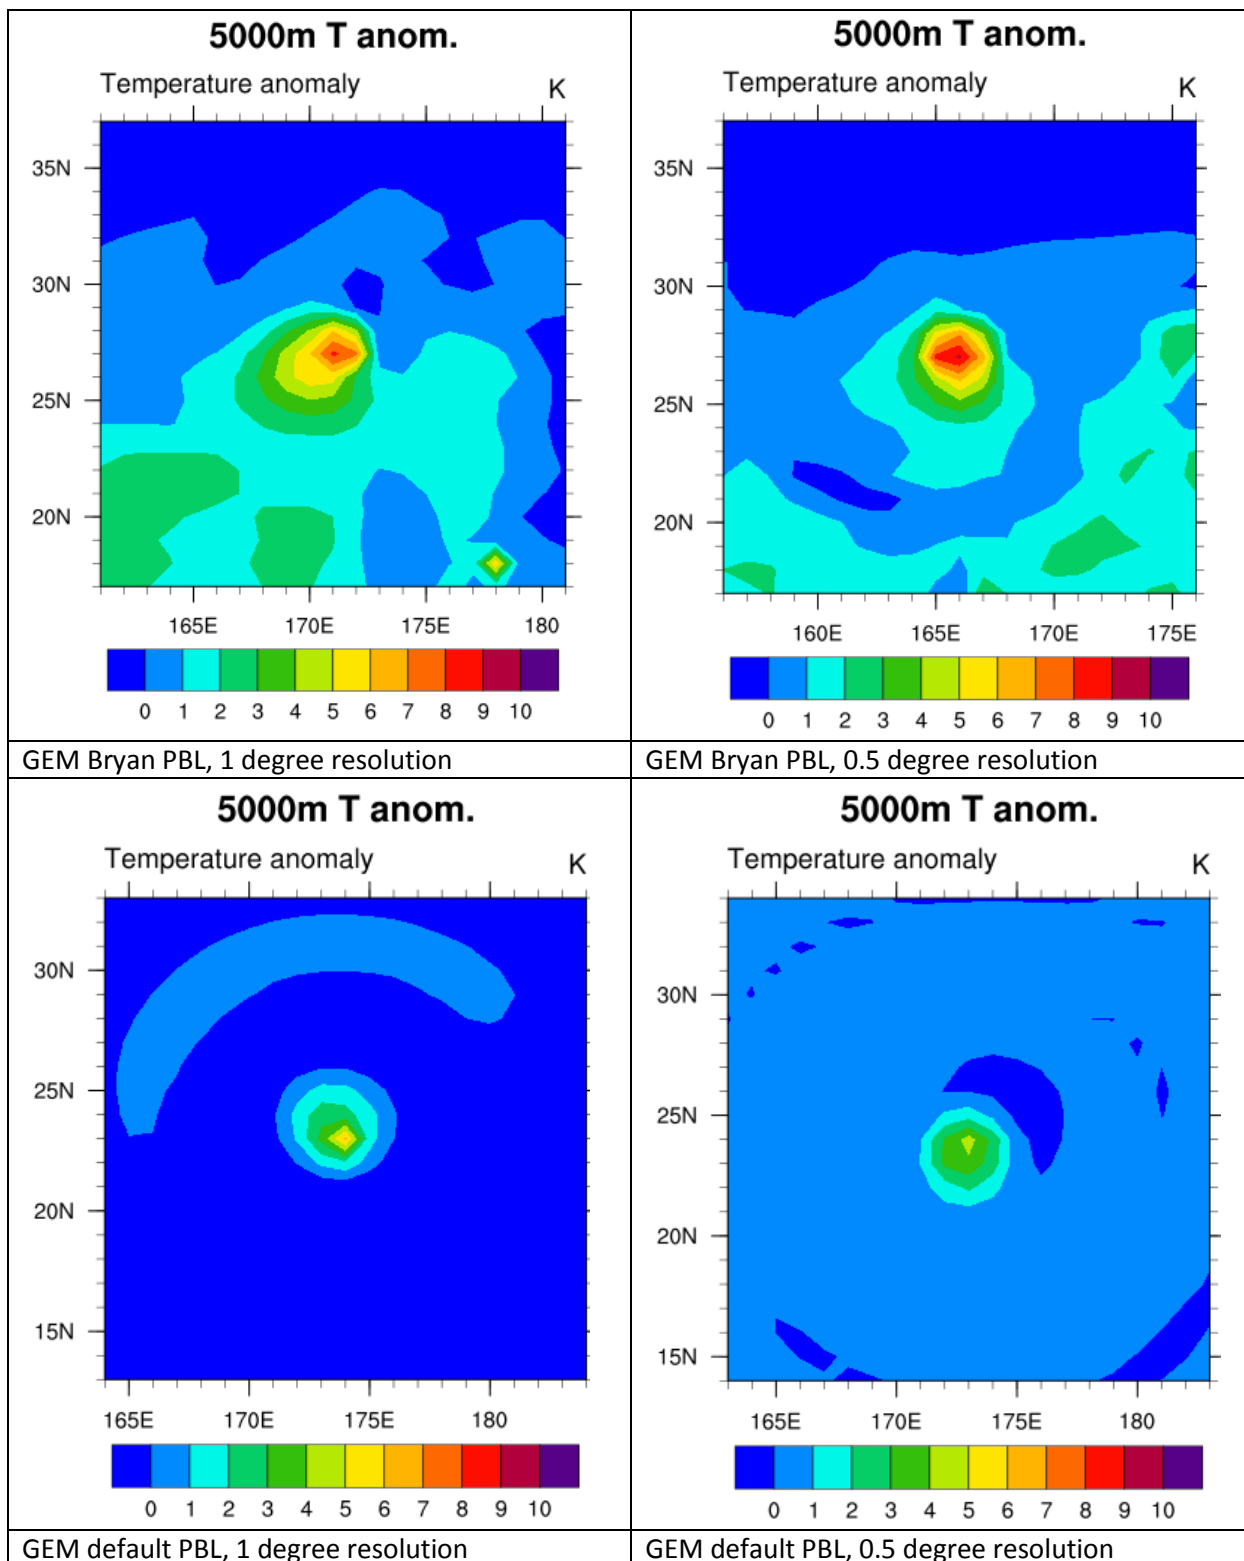 5000m T anom.
Temperature anomaly K
35N
30N
25N
20N
165E 170E 175E 180
0 1 2 3 4 5 6 7 8 9 10
GEM Bryan PBL, 1 degree resolution
5000m T anom.
Temperature anomaly K
35N
30N
25N
20N
160E 165E 170E 175E
0 1 2 3 4 5 6 7 8 9 10
GEM Bryan PBL, 0.5 degree resolution
5000m T anom.
Temperature anomaly K
30N
25N
20N
15N
165E 170E 175E 180
0 1 2 3 4 5 6 7 8 9 10
GEM default PBL, 1 degree resolution
5000m T anom.
Temperature anomaly K
30N
25N
20N
15N
165E 170E 175E 180
0 1 2 3 4 5 6 7 8 9 10
GEM default PBL, 0.5 degree resolution